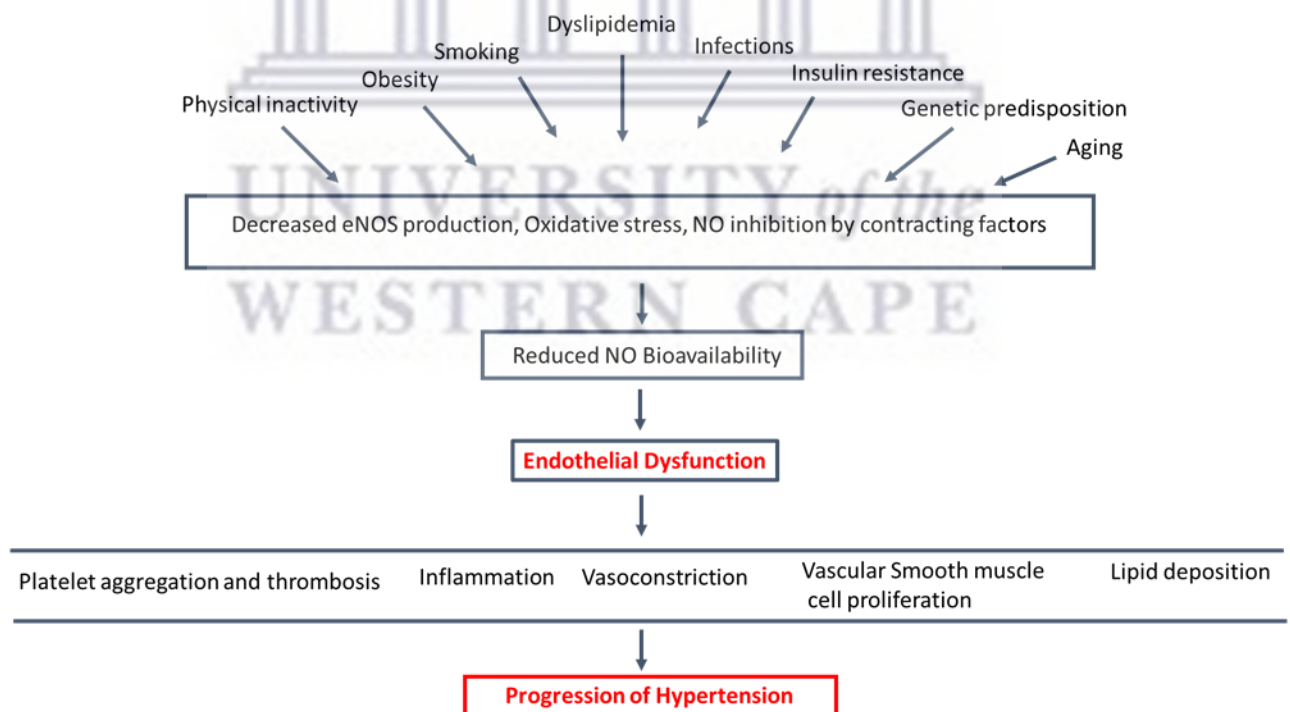 Dyslipidemia
Smoking
Infections
Obesity
Insulin resistance
Physical inactivity
Genetic predisposition
Aging
UNIVERSITY of the
Decreased eNOS production, Oxidative stress, NO inhibition by contracting factors
WESTERN CAPE
Reduced NO Bioavailability
Endothelial Dysfunction
Platelet aggregation and thrombosis
Inflammation
Vasoconstriction
Vascular Smooth muscle
cell proliferation
Lipid deposition
Progression of Hypertension